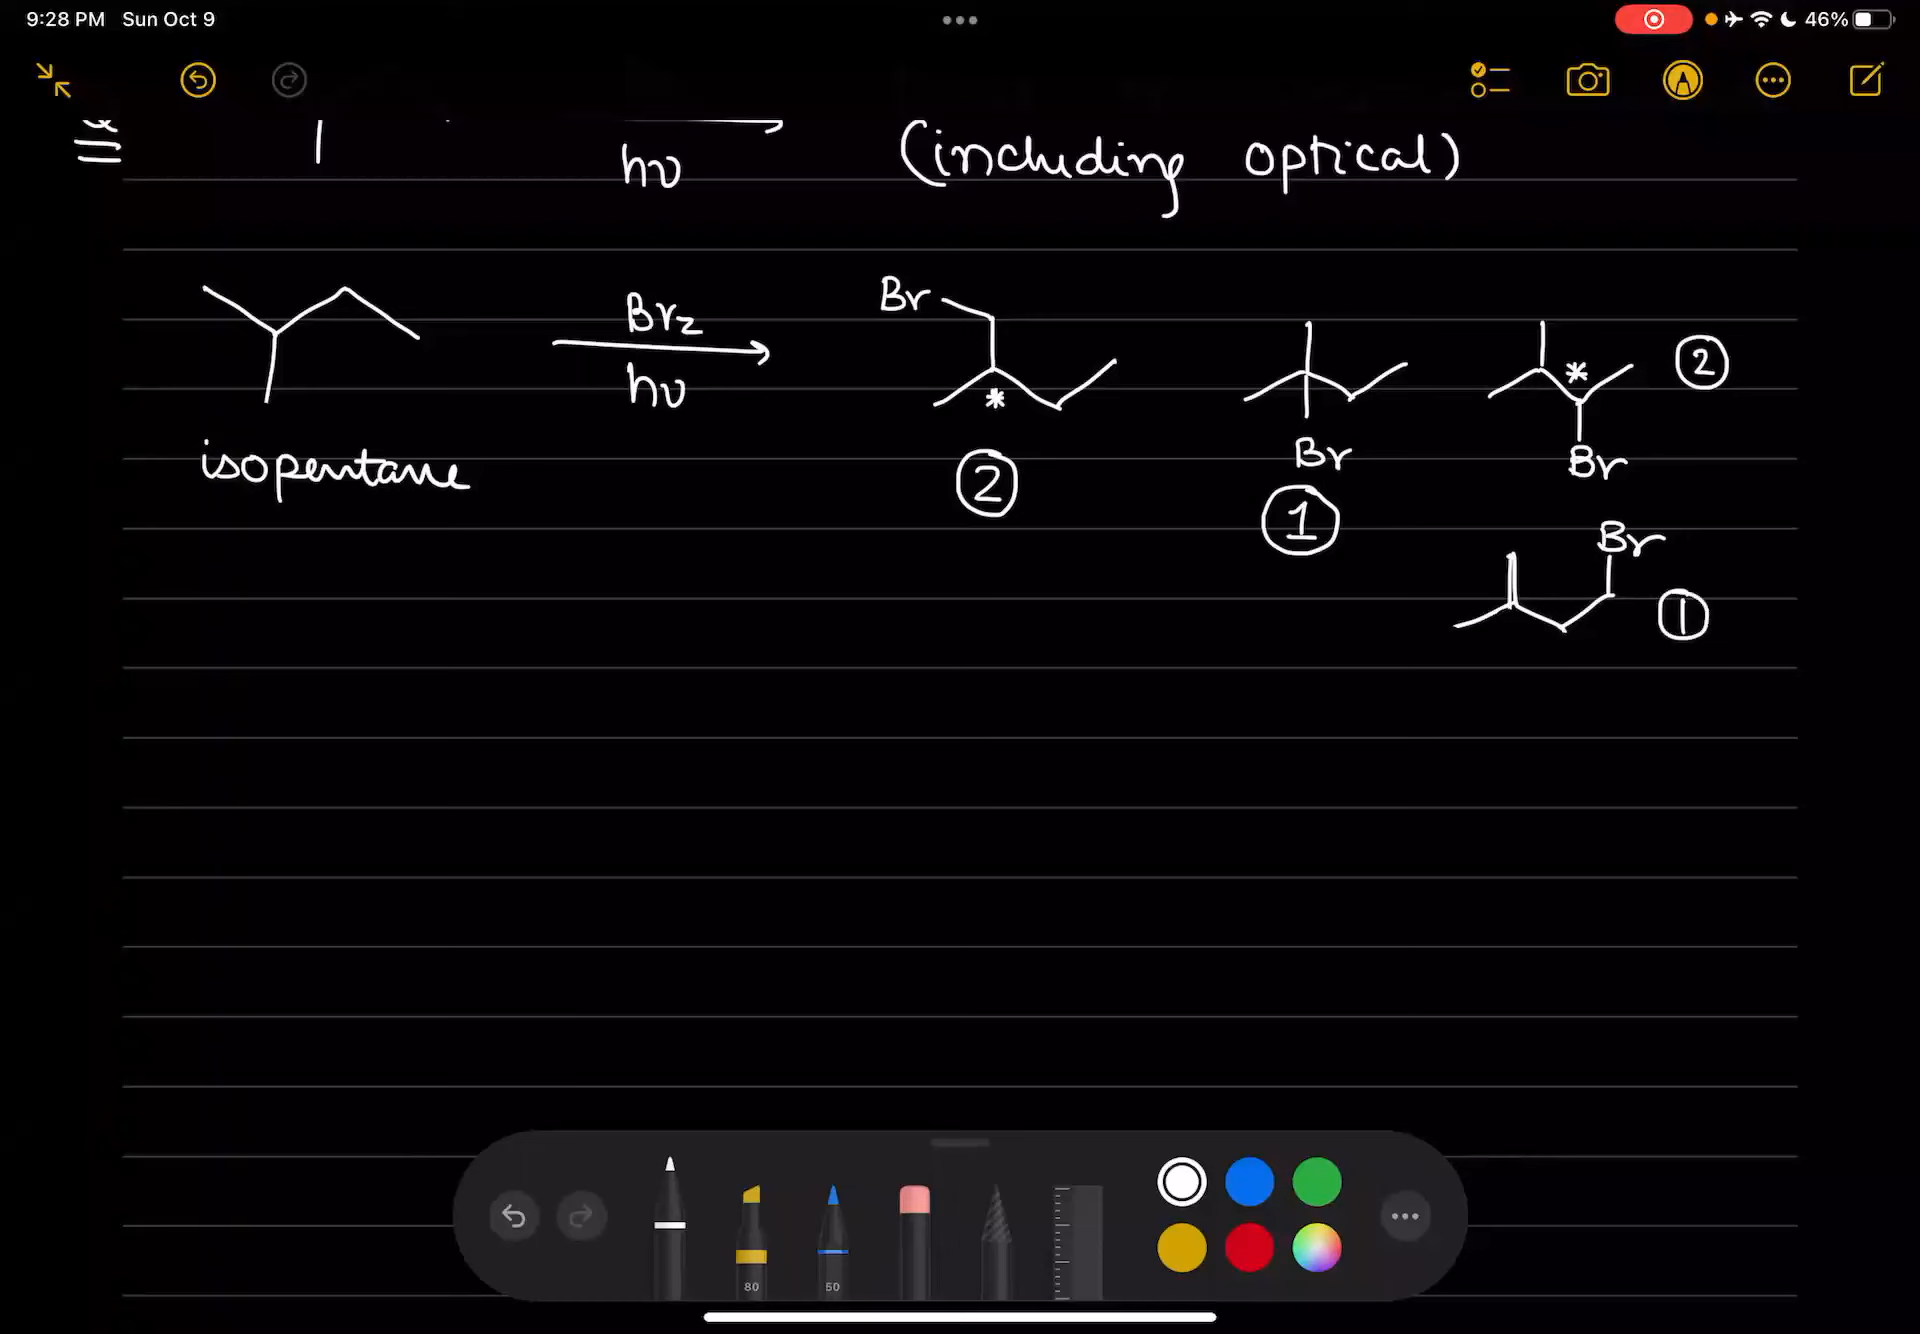 9:28 PM Sun Oct 9
46%
hν (including optical)
Br
Br₂
hν
*
*
2
isopentane
Br
Br
2
1
Br
1
80
50